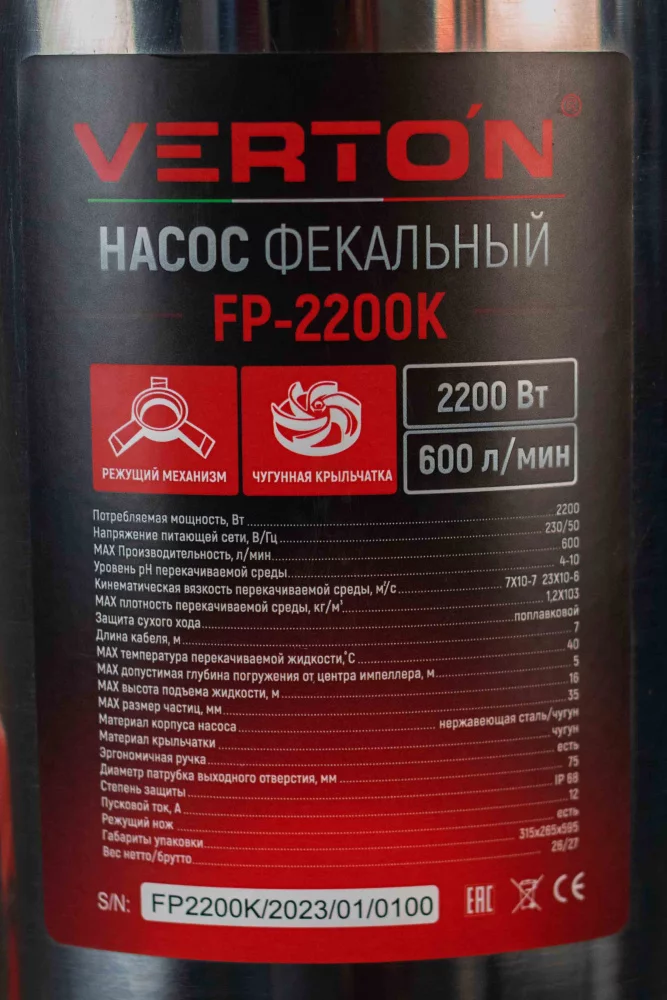 VERTO'N ®
НАСОС ФЕКАЛЬНЫЙ
FP-2200K
РЕЖУЩИЙ МЕХАНИЗМ
ЧУГУННАЯ КРЫЛЬЧАТКА
2200 Вт
600 л/мин
Потребляемая мощность, Вт 2200
Напряжение питающей сети, В/Гц 230/50
MAX Производительность, л/мин 600
Уровень pH перекачиваемой среды 4-10
Кинематическая вязкость перекачиваемой среды, м²/с 7X10-7 23X10-6
MAX плотность перекачиваемой среды, кг/м³ 1,2X103
Защита сухого хода поплавковой
Длина кабеля, м 7
MAX температура перекачиваемой жидкости,°С 40
MAX допустимая глубина погружения от центра импеллера, м 5
MAX высота подъема жидкости, м 16
MAX размер частиц, мм 35
Материал корпуса насоса нержавеющая сталь/чугун
Материал крыльчатки чугун
Эргономичная ручка есть
Диаметр патрубка выходного отверстия, мм 75
Степень защиты IP 68
Пусковой ток, А 12
Режущий нож есть
Габариты упаковки 315x265x595
Вес нетто/брутто 26/27
S/N: FP2200K/2023/01/0100 EAC CE